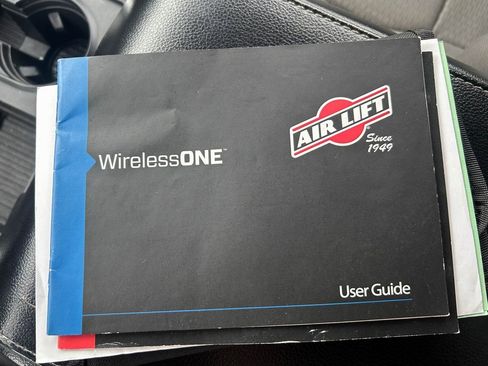 WirelessONE™
AIR LIFT®
Since
1949
User Guide